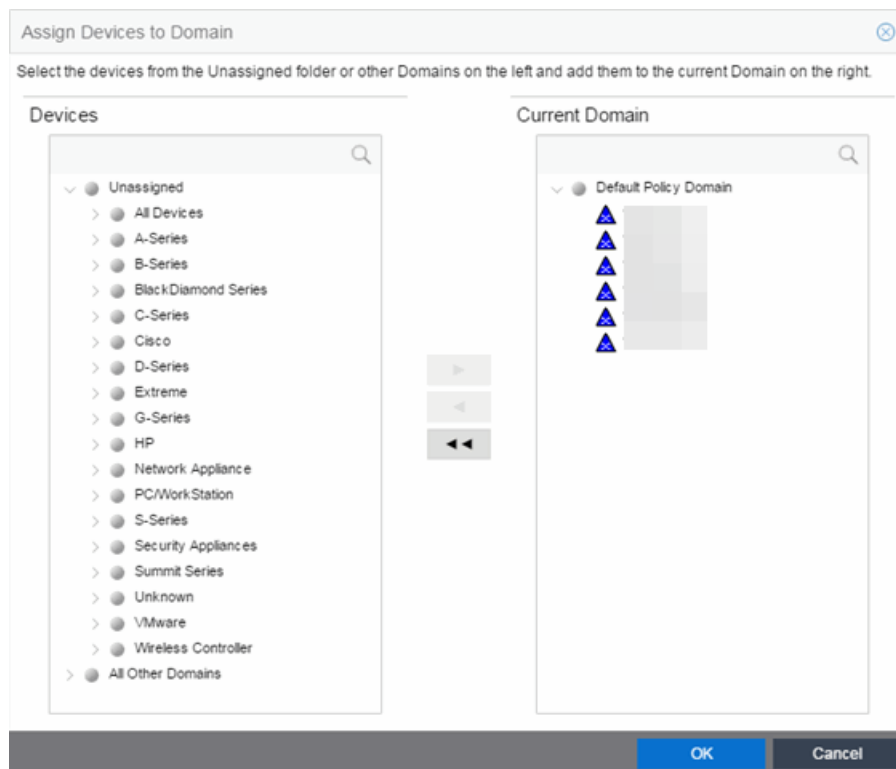 Assign Devices to Domain
Select the devices from the Unassigned folder or other Domains on the left and add them to the current Domain on the right.
Devices
Unassigned
All Devices
A-Series
B-Series
BlackDiamond Series
C-Series
Cisco
D-Series
Extreme
G-Series
HP
Network Appliance
PC/WorkStation
S-Series
Security Appliances
Summit Series
Unknown
VMware
Wireless Controller
All Other Domains
Current Domain
Default Policy Domain
OK
Cancel